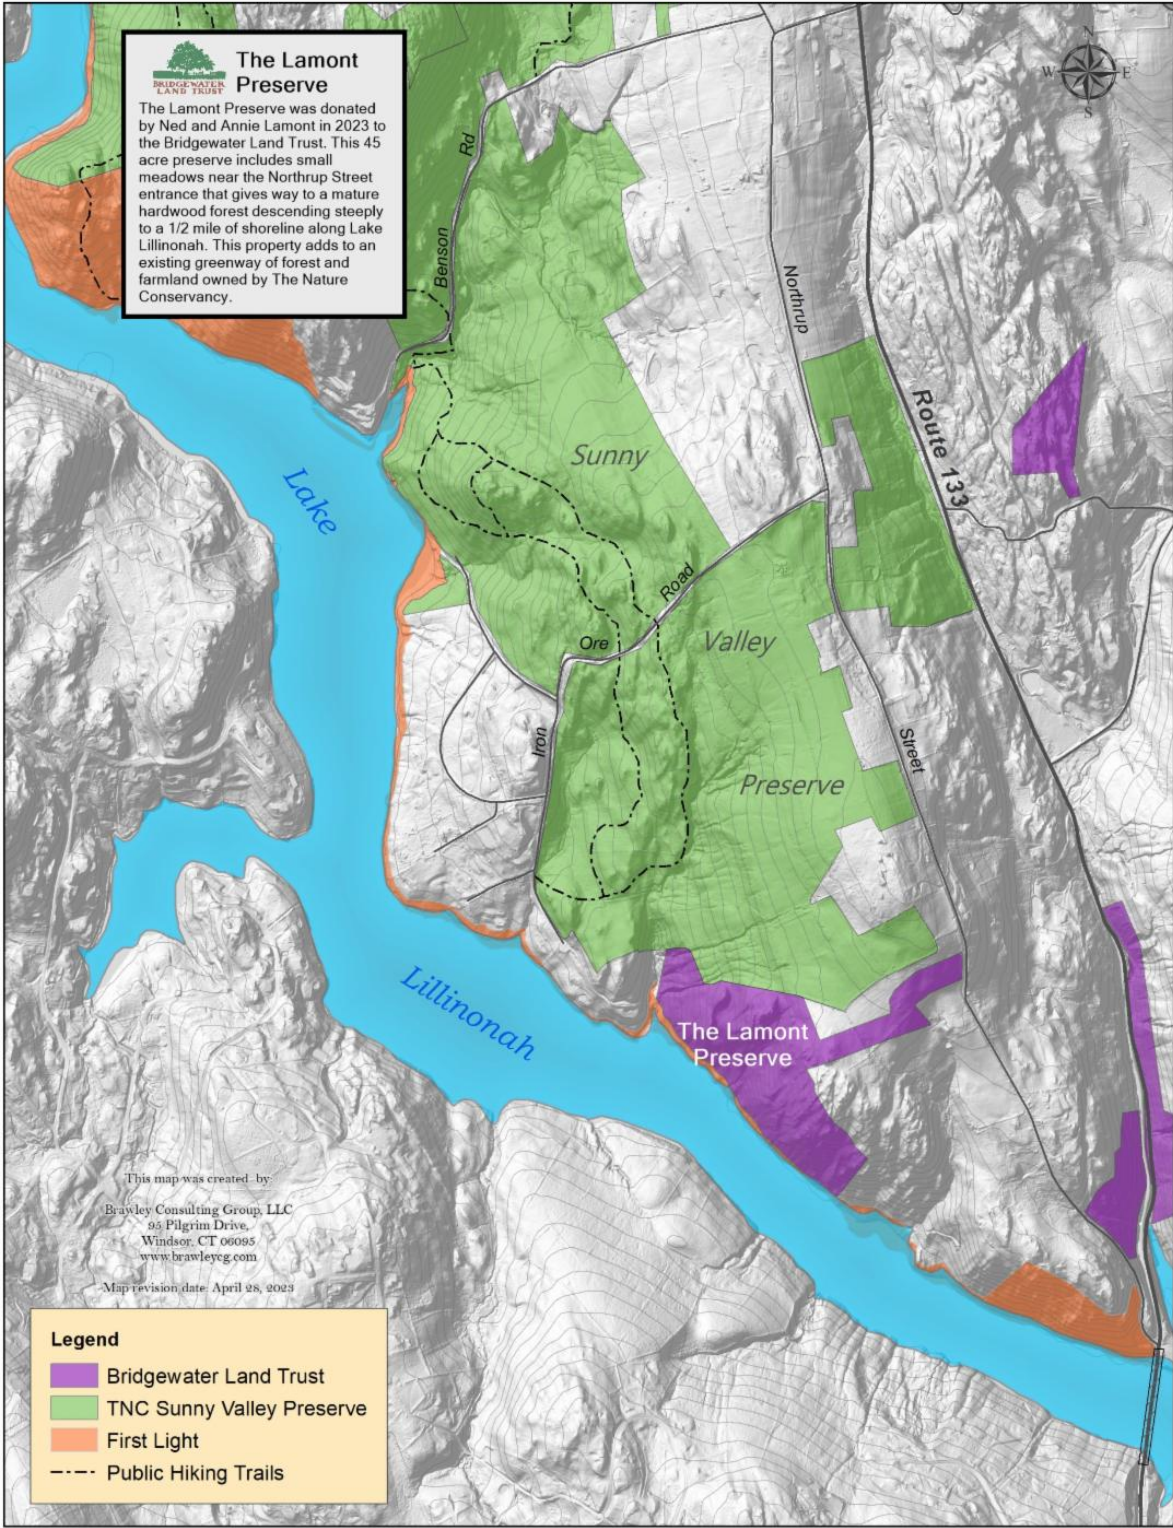 The Lamont
Preserve
BRIDGEWATER
LAND TRUST
The Lamont Preserve was donated
by Ned and Annie Lamont in 2023 to
the Bridgewater Land Trust. This 45
acre preserve includes small
meadows near the Northrup Street
entrance that gives way to a mature
hardwood forest descending steeply
to a 1/2 mile of shoreline along Lake
Lillinonah. This property adds to an
existing greenway of forest and
farmland owned by The Nature
Conservancy.
N
W
E
S
Benson
Rd
Northrup
Route 133
Sunny
Lake
Road
Ore
Valley
Iron
Street
Preserve
Lillinonah
The Lamont
Preserve
This map was created by:
Brawley Consulting Group, LLC
95 Pilgrim Drive,
Windsor, CT 06095
www.brawleycg.com
Map revision date: April 28, 2023
Legend
Bridgewater Land Trust
TNC Sunny Valley Preserve
First Light
Public Hiking Trails